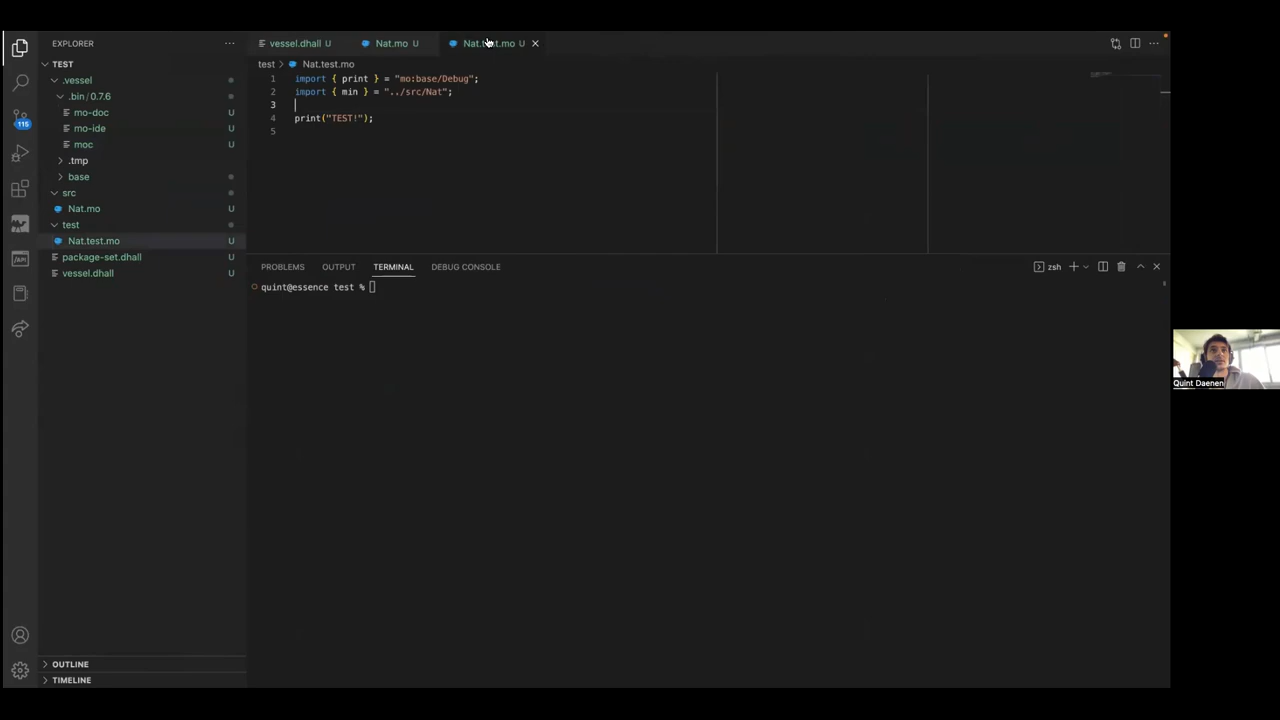 EXPLORER
TEST
.vessel
.bin / 0.7.6
mo-doc U
mo-ide U
moc U
.tmp
base
src
Nat.mo U
test
Nat.test.mo U
package-set.dhall U
vessel.dhall U
OUTLINE
TIMELINE
115
vessel.dhall U Nat.mo U Nat.test.mo U
test > Nat.test.mo
1 import { print } = "mo:base/Debug";
2 import { min } = "../src/Nat";
3
4 print("TEST!");
5
PROBLEMS OUTPUT TERMINAL DEBUG CONSOLE
zsh
quint@essence test %
Quint Daenen